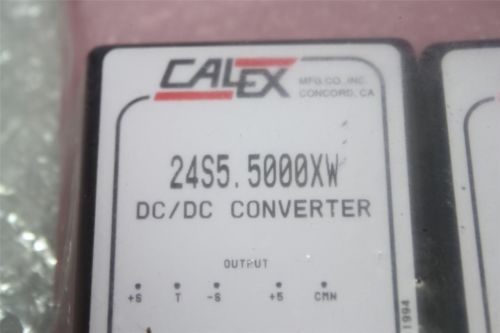 CALEX
MFG.CO., INC.
CONCORD, CA
24S5.5000XW
DC/DC CONVERTER
OUTPUT
+S T -S +5 CMN
1994